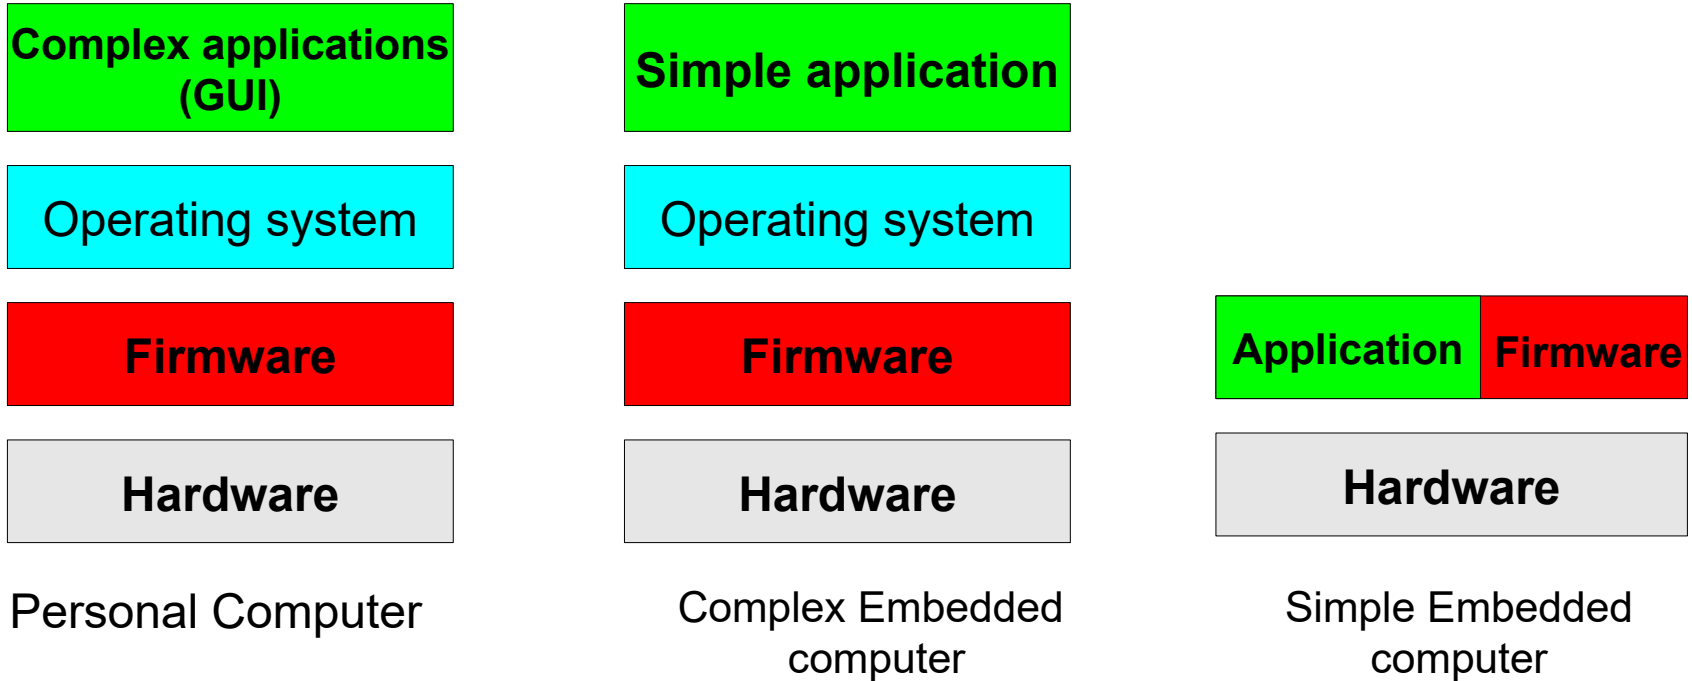 Complex applications
(GUI)
Operating system
Firmware
Hardware
Personal Computer
Simple application
Operating system
Firmware
Hardware
Complex Embedded
computer
Application
Firmware
Hardware
Simple Embedded
computer